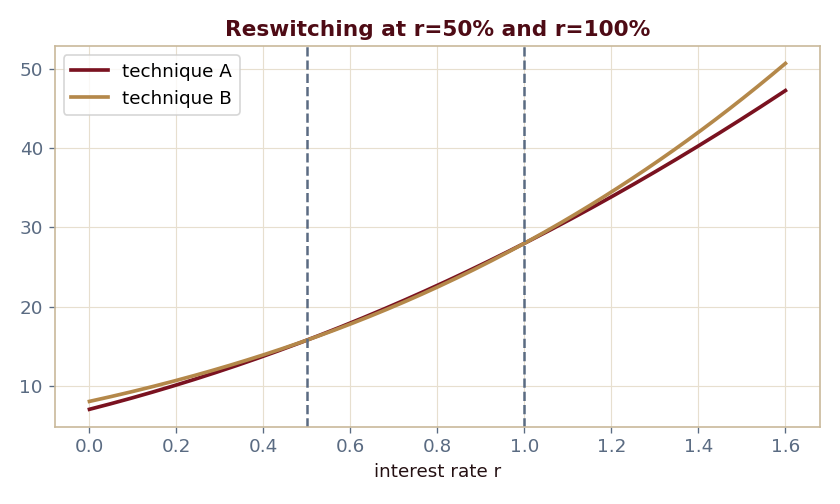 Reswitching at r=50% and r=100%
technique A
technique B
50
40
30
20
10
0.0 0.2 0.4 0.6 0.8 1.0 1.2 1.4 1.6
interest rate r